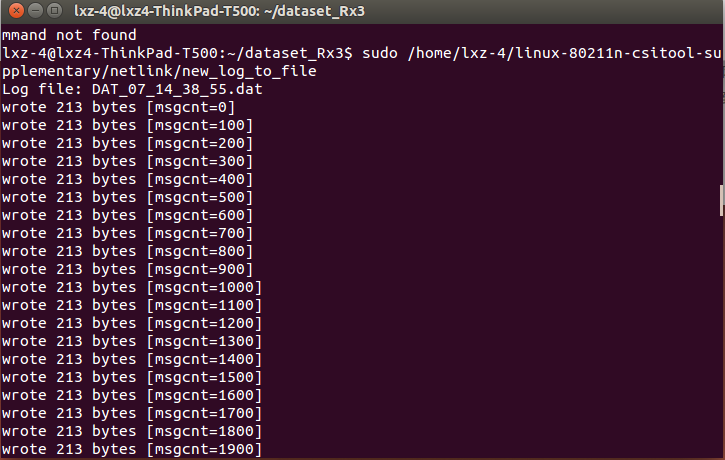 lxz-4@lxz4-ThinkPad-T500: ~/dataset_Rx3
mmand not found
lxz-4@lxz4-ThinkPad-T500:~/dataset_Rx3$ sudo /home/lxz-4/linux-80211n-csitool-su
pplementary/netlink/new_log_to_file
Log file: DAT_07_14_38_55.dat
wrote 213 bytes [msgcnt=0]
wrote 213 bytes [msgcnt=100]
wrote 213 bytes [msgcnt=200]
wrote 213 bytes [msgcnt=300]
wrote 213 bytes [msgcnt=400]
wrote 213 bytes [msgcnt=500]
wrote 213 bytes [msgcnt=600]
wrote 213 bytes [msgcnt=700]
wrote 213 bytes [msgcnt=800]
wrote 213 bytes [msgcnt=900]
wrote 213 bytes [msgcnt=1000]
wrote 213 bytes [msgcnt=1100]
wrote 213 bytes [msgcnt=1200]
wrote 213 bytes [msgcnt=1300]
wrote 213 bytes [msgcnt=1400]
wrote 213 bytes [msgcnt=1500]
wrote 213 bytes [msgcnt=1600]
wrote 213 bytes [msgcnt=1700]
wrote 213 bytes [msgcnt=1800]
wrote 213 bytes [msgcnt=1900]